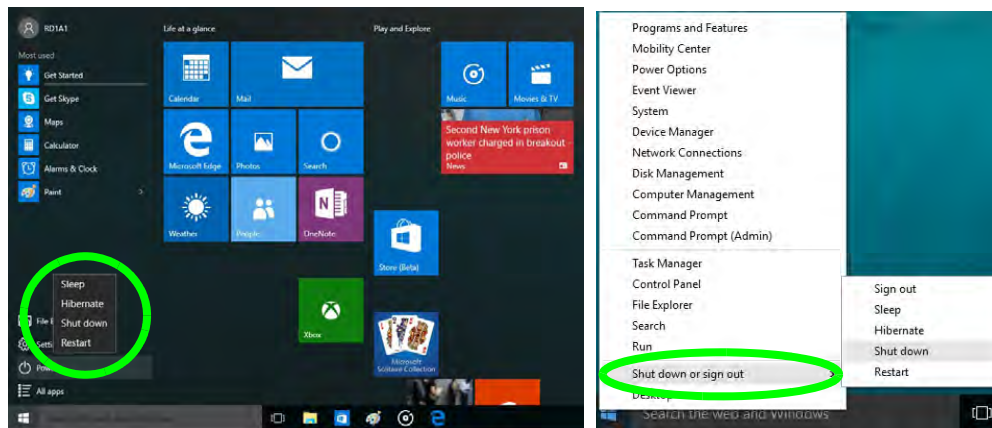 RD1A1
Life at a glance
Play and Explore
Most used
Get Started
Get Skype
Maps
Calculator
Alarms & Clock
Paint
Calendar
Mail
Microsoft Edge
Photos
Search
Weather
People
OneNote
Xbox
Music
Movies & TV
Second New York prison
worker charged in breakout -
police
News
Store (Beta)
Microsoft
Solitaire Collection
Sleep
Hibernate
Shut down
Restart
File
All apps
Programs and Features
Mobility Center
Power Options
Event Viewer
System
Device Manager
Network Connections
Disk Management
Computer Management
Command Prompt
Command Prompt (Admin)
Task Manager
Control Panel
File Explorer
Search
Run
Shut down or sign out
Desktop
Sign out
Sleep
Hibernate
Shut down
Restart
Search the web and Windows